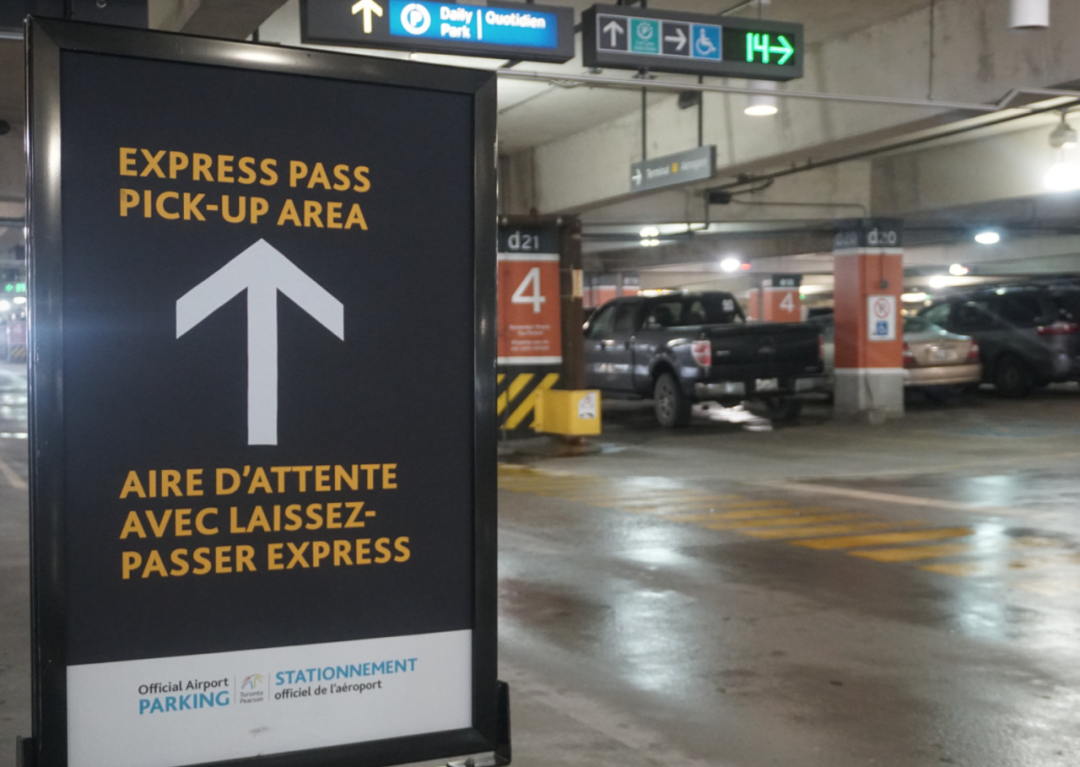 Daily Park | Quotidien
14
Terminal Aéroport
EXPRESS PASS
PICK-UP AREA
d21
4
d20
4
AIRE D'ATTENTE
AVEC LAISSEZ-
PASSER EXPRESS
Official Airport
PARKING
Toronto
Pearson
STATIONNEMENT
officiel de l'aéroport